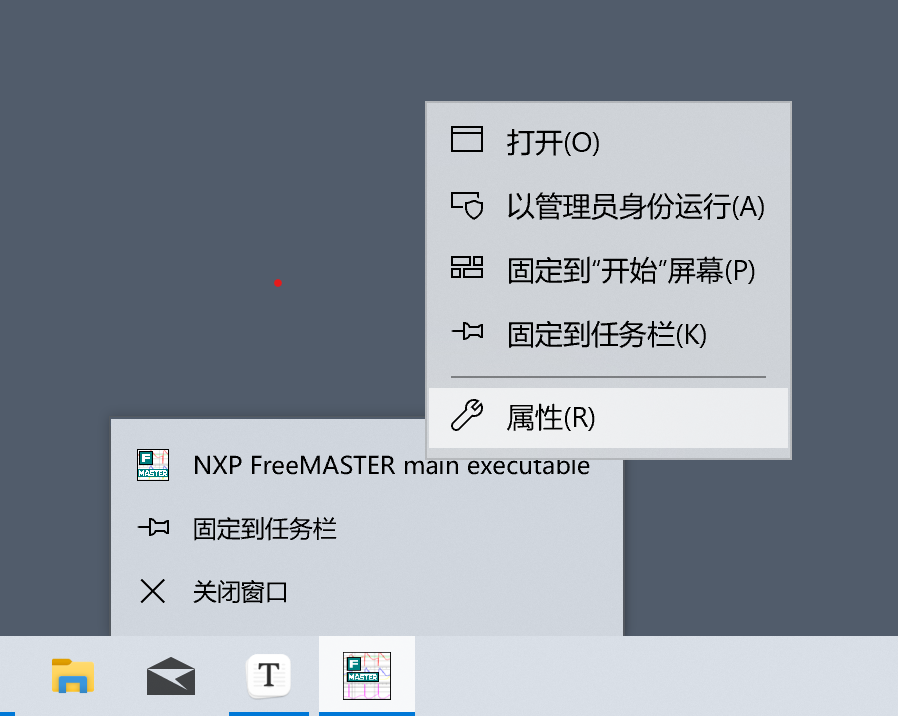 打开(O)
以管理员身份运行(A)
固定到“开始”屏幕(P)
固定到任务栏(K)
属性(R)
F
MASTER
NXP FreeMASTER main executable
固定到任务栏
关闭窗口
T
F
MASTER